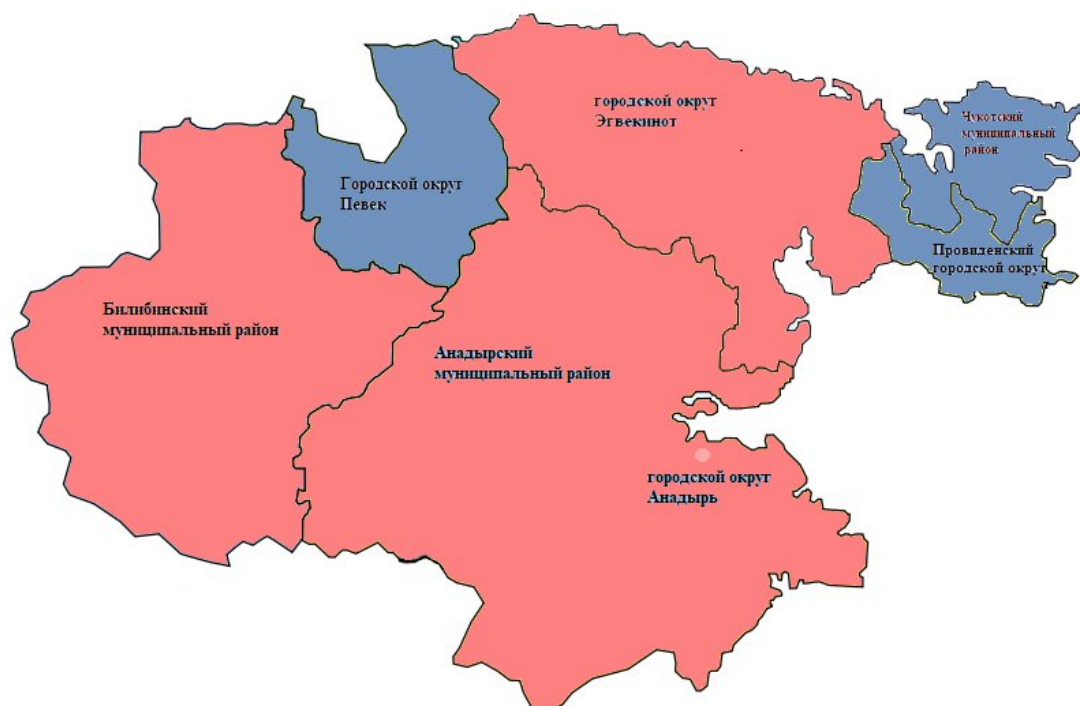 городской округ
Эгвекинот
Чукотский
муниципальный
район
Городской округ
Певек
Провиденский
городской округ
Билибинский
муниципальный район
Анадырский
муниципальный район
городской округ
Анадырь